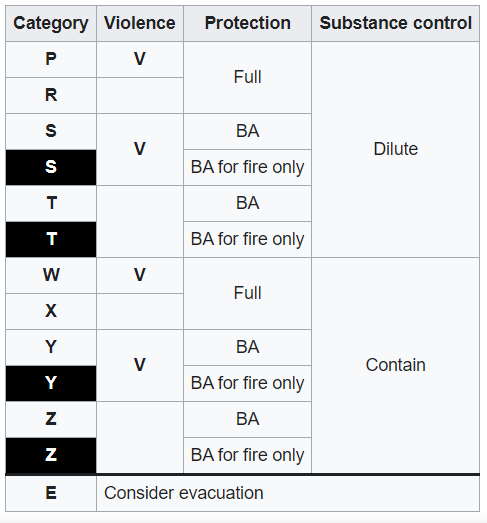 Category Violence Protection Substance control
P V Full Dilute
R
S V BA
S BA for fire only
T BA
T BA for fire only
W V Full Contain
X
Y V BA
Y BA for fire only
Z BA
Z BA for fire only
E Consider evacuation